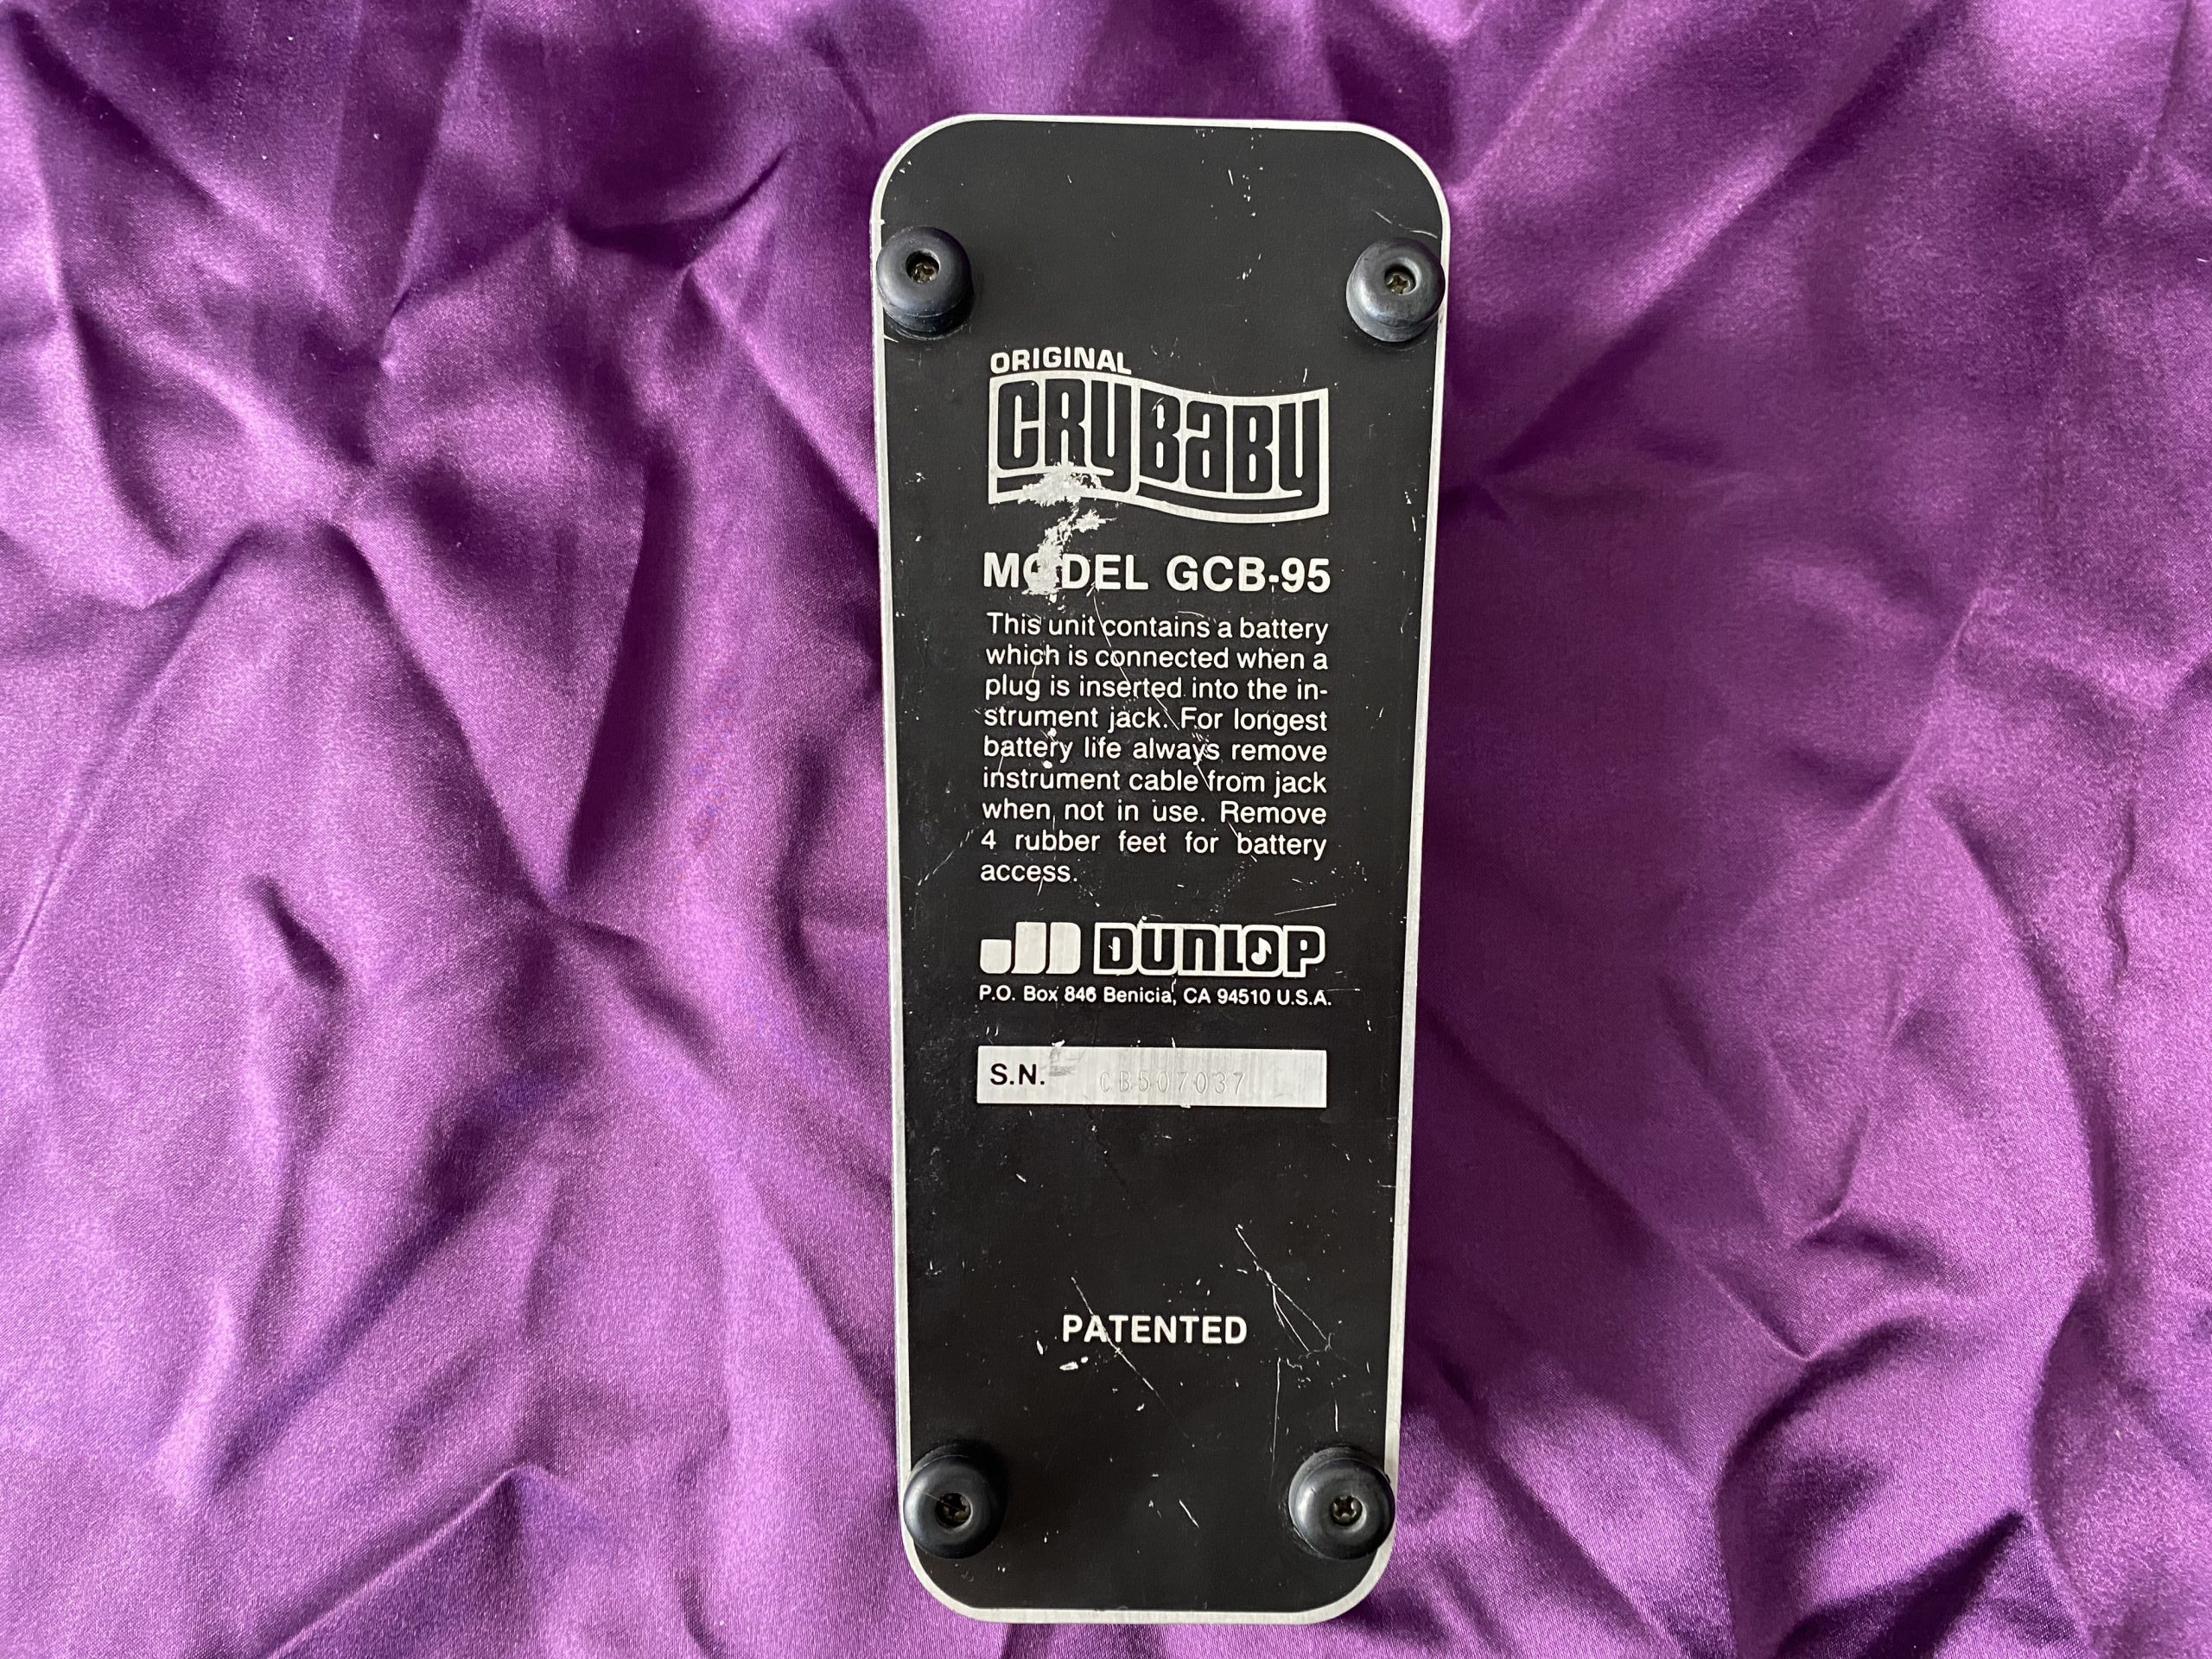 ORIGINAL
CRYBABY
MODEL GCB-95
This unit contains a battery
which is connected when a
plug is inserted into the in-
strument jack. For longest
battery life always remove
instrument cable from jack
when not in use. Remove
4 rubber feet for battery
access.
JD DUNLOP
P.O. Box 846 Benicia, CA 94510 U.S.A.
S.N. CB507037
PATENTED